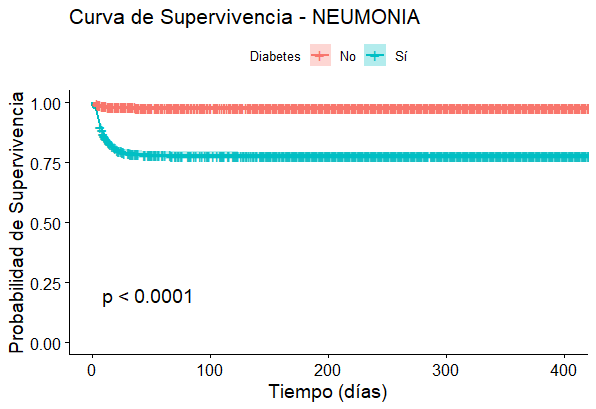 Curva de Supervivencia - NEUMONIA
Diabetes No Sí
Probabilidad de Supervivencia
1.00
0.75
0.50
0.25
0.00
p < 0.0001
0 100 200 300 400
Tiempo (días)